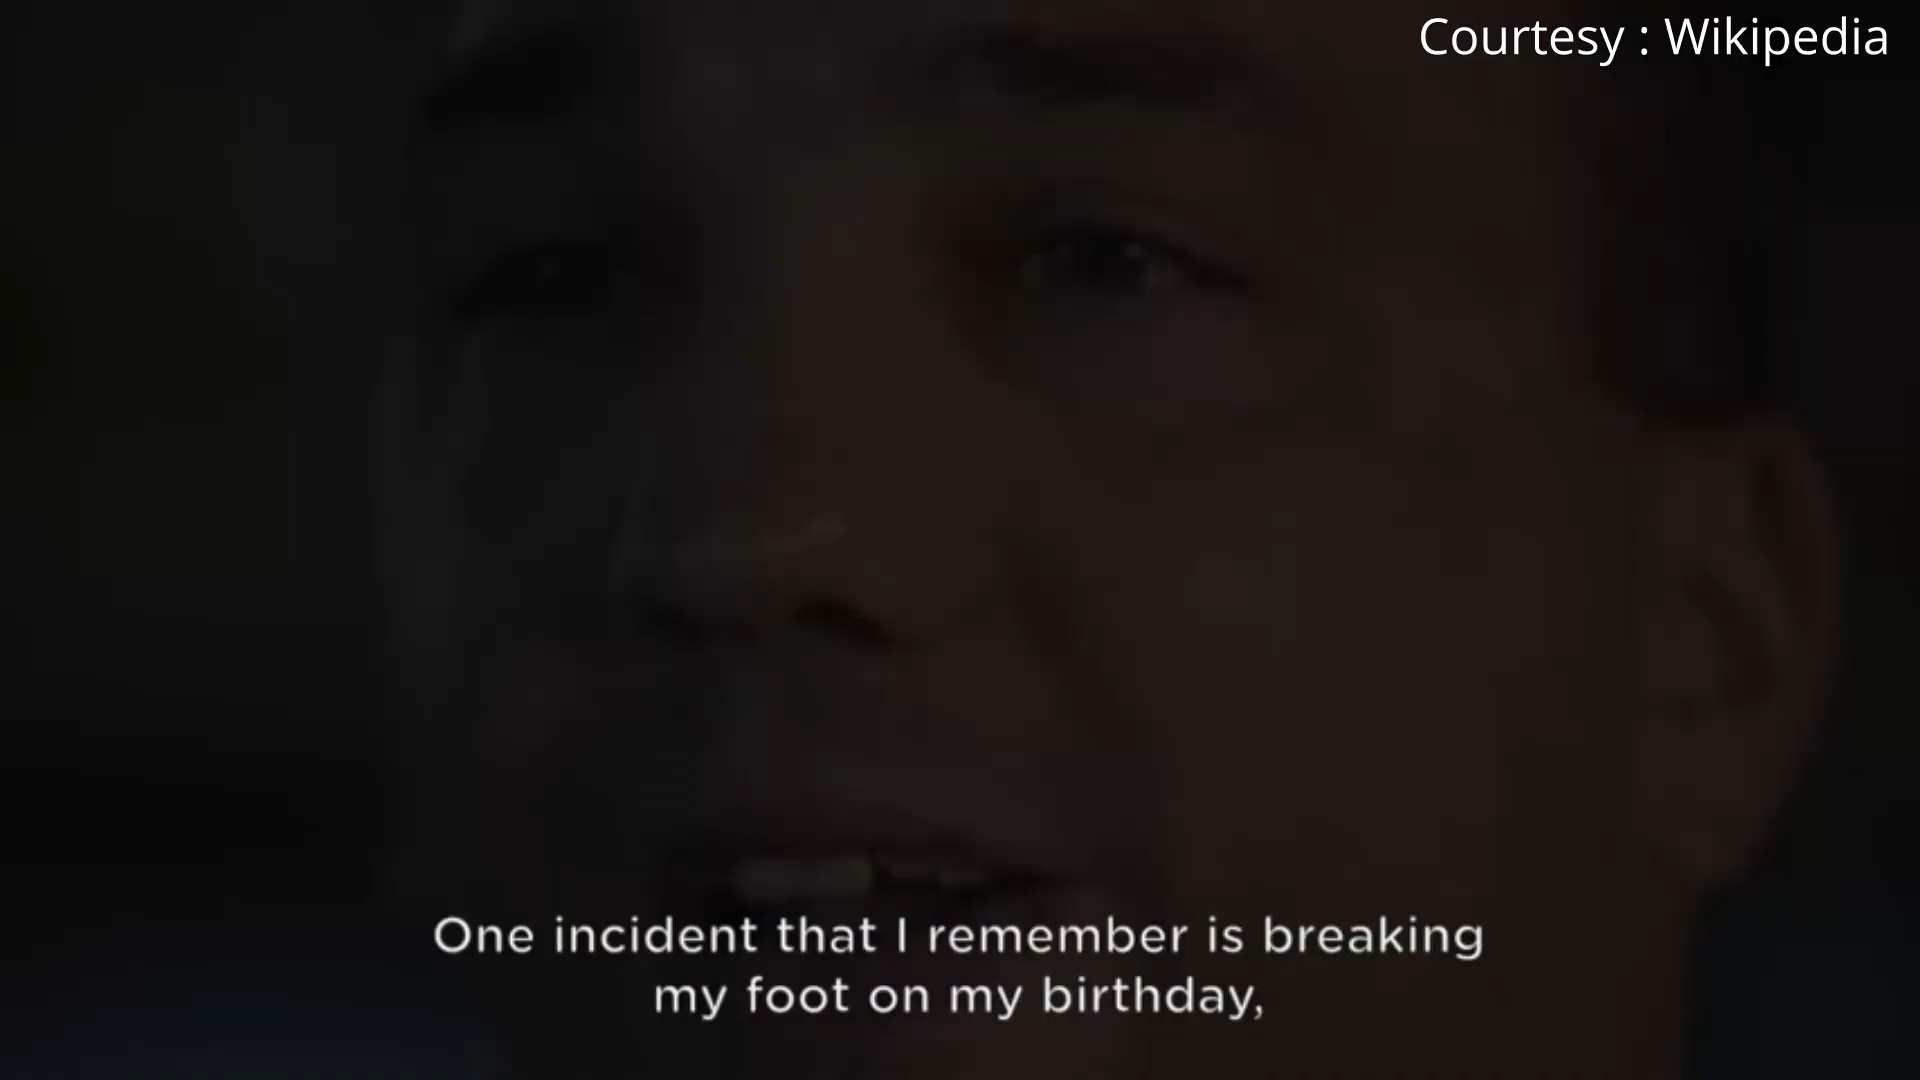 Courtesy : Wikipedia
One incident that I remember is breaking
my foot on my birthday,